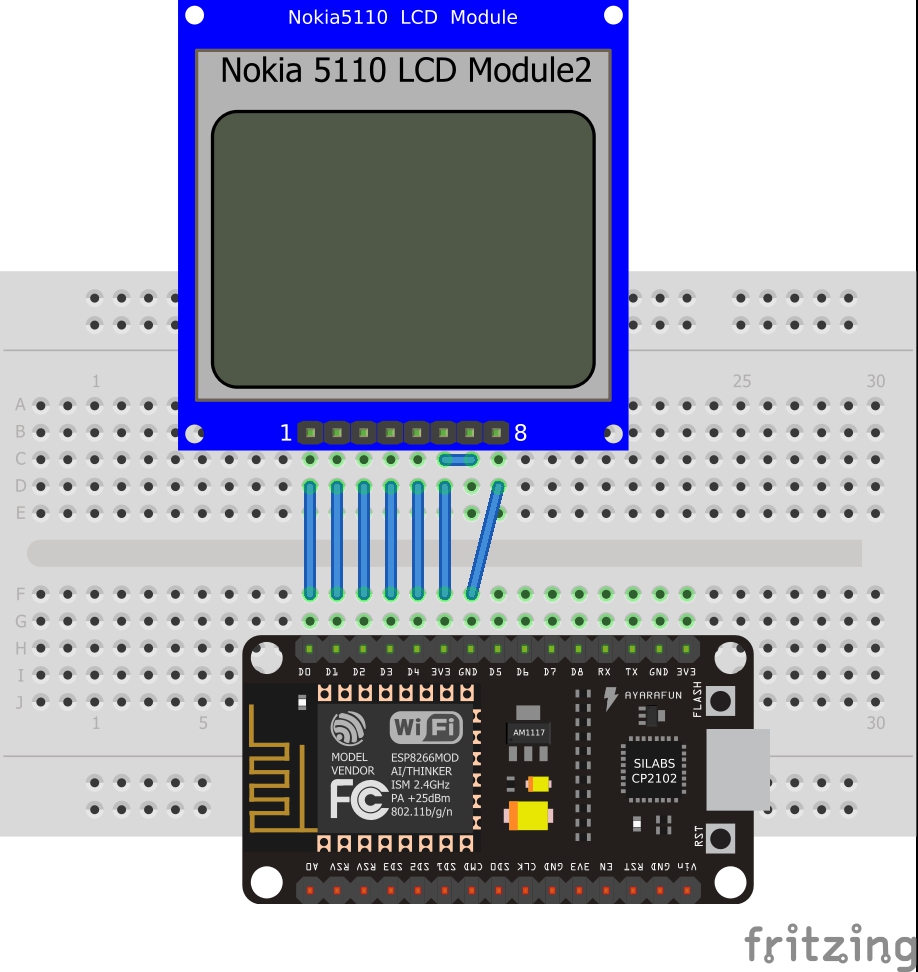 Nokia5110 LCD Module
Nokia 5110 LCD Module2
1 25 30
A
B
1 8
C
D
E
F
G
H
I
J
D0 D1 D2 D3 D4 3V3 GND D5 D6 D7 D8 RX TX GND 3V3
1 5 30
AYARAFUN
FLASH
WiFi
AM1117
MODEL
VENDOR
ESP8266MOD
AI/THINKER
ISM 2.4GHz
PA +25dBm
802.11b/g/n
FC
SILABS
CP2102
RST
A0 RSV RSV SD3 SD2 SD1 CMD SD0 CLK GND 3V3 EN RST GND Vin
fritzing